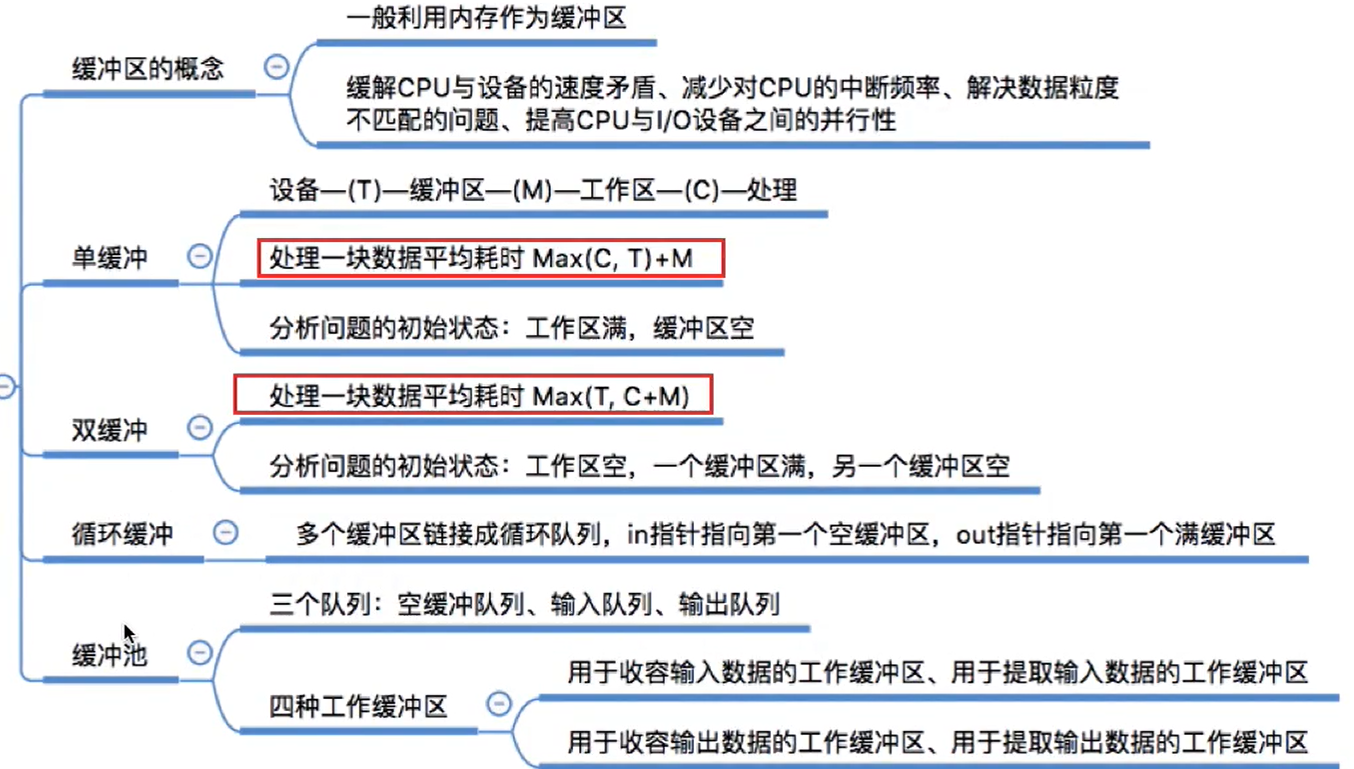 一般利用内存作为缓冲区
缓冲区的概念
缓解CPU与设备的速度矛盾、减少对CPU的中断频率、解决数据粒度
不匹配的问题、提高CPU与I/O设备之间的并行性
设备—(T)—缓冲区—(M)—工作区—(C)—处理
单缓冲
处理一块数据平均耗时 Max(C, T)+M
分析问题的初始状态：工作区满，缓冲区空
处理一块数据平均耗时 Max(T, C+M)
双缓冲
分析问题的初始状态：工作区空，一个缓冲区满，另一个缓冲区空
循环缓冲
多个缓冲区链接成循环队列，in指针指向第一个空缓冲区，out指针指向第一个满缓冲区
三个队列：空缓冲队列、输入队列、输出队列
缓冲池
四种工作缓冲区
用于收容输入数据的工作缓冲区、用于提取输入数据的工作缓冲区
用于收容输出数据的工作缓冲区、用于提取输出数据的工作缓冲区